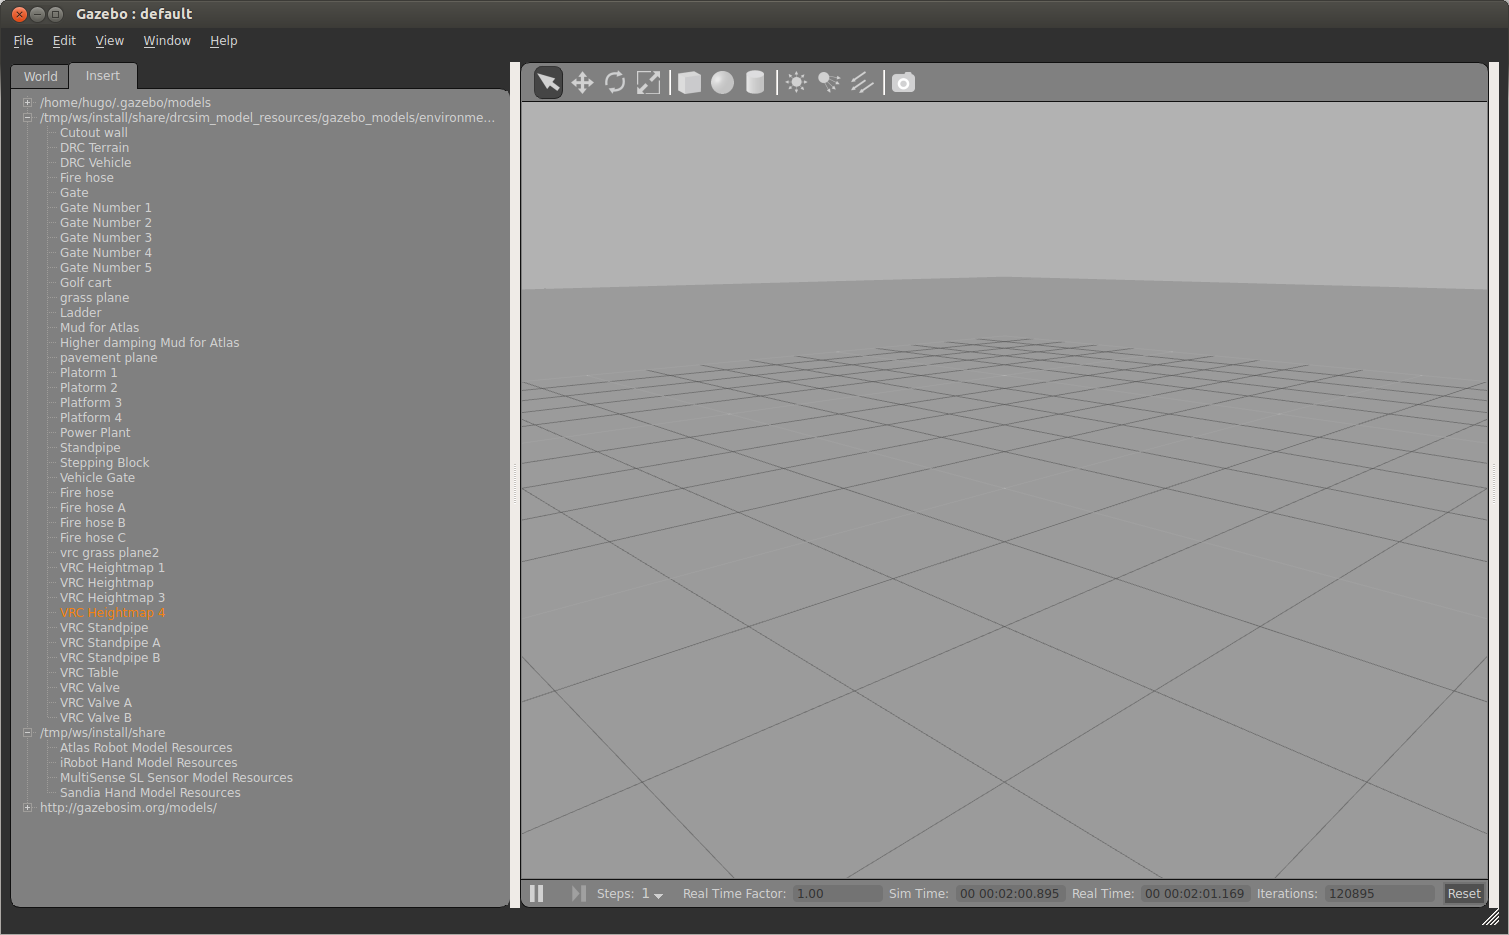 Gazebo : default
File Edit View Window Help
World Insert
/home/hugo/.gazebo/models
/tmp/ws/install/share/drcsim_model_resources/gazebo_models/environme...
Cutout wall
DRC Terrain
DRC Vehicle
Fire hose
Gate
Gate Number 1
Gate Number 2
Gate Number 3
Gate Number 4
Gate Number 5
Golf cart
grass plane
Ladder
Mud for Atlas
Higher damping Mud for Atlas
pavement plane
Platorm 1
Platorm 2
Platform 3
Platform 4
Power Plant
Standpipe
Stepping Block
Vehicle Gate
Fire hose
Fire hose A
Fire hose B
Fire hose C
vrc grass plane2
VRC Heightmap 1
VRC Heightmap
VRC Heightmap 3
VRC Heightmap 4
VRC Standpipe
VRC Standpipe A
VRC Standpipe B
VRC Table
VRC Valve
VRC Valve A
VRC Valve B
/tmp/ws/install/share
Atlas Robot Model Resources
iRobot Hand Model Resources
MultiSense SL Sensor Model Resources
Sandia Hand Model Resources
http://gazebosim.org/models/
Steps: 1 Real Time Factor: 1.00 Sim Time: 00 00:02:00.895 Real Time: 00 00:02:01.169 Iterations: 120895 Reset